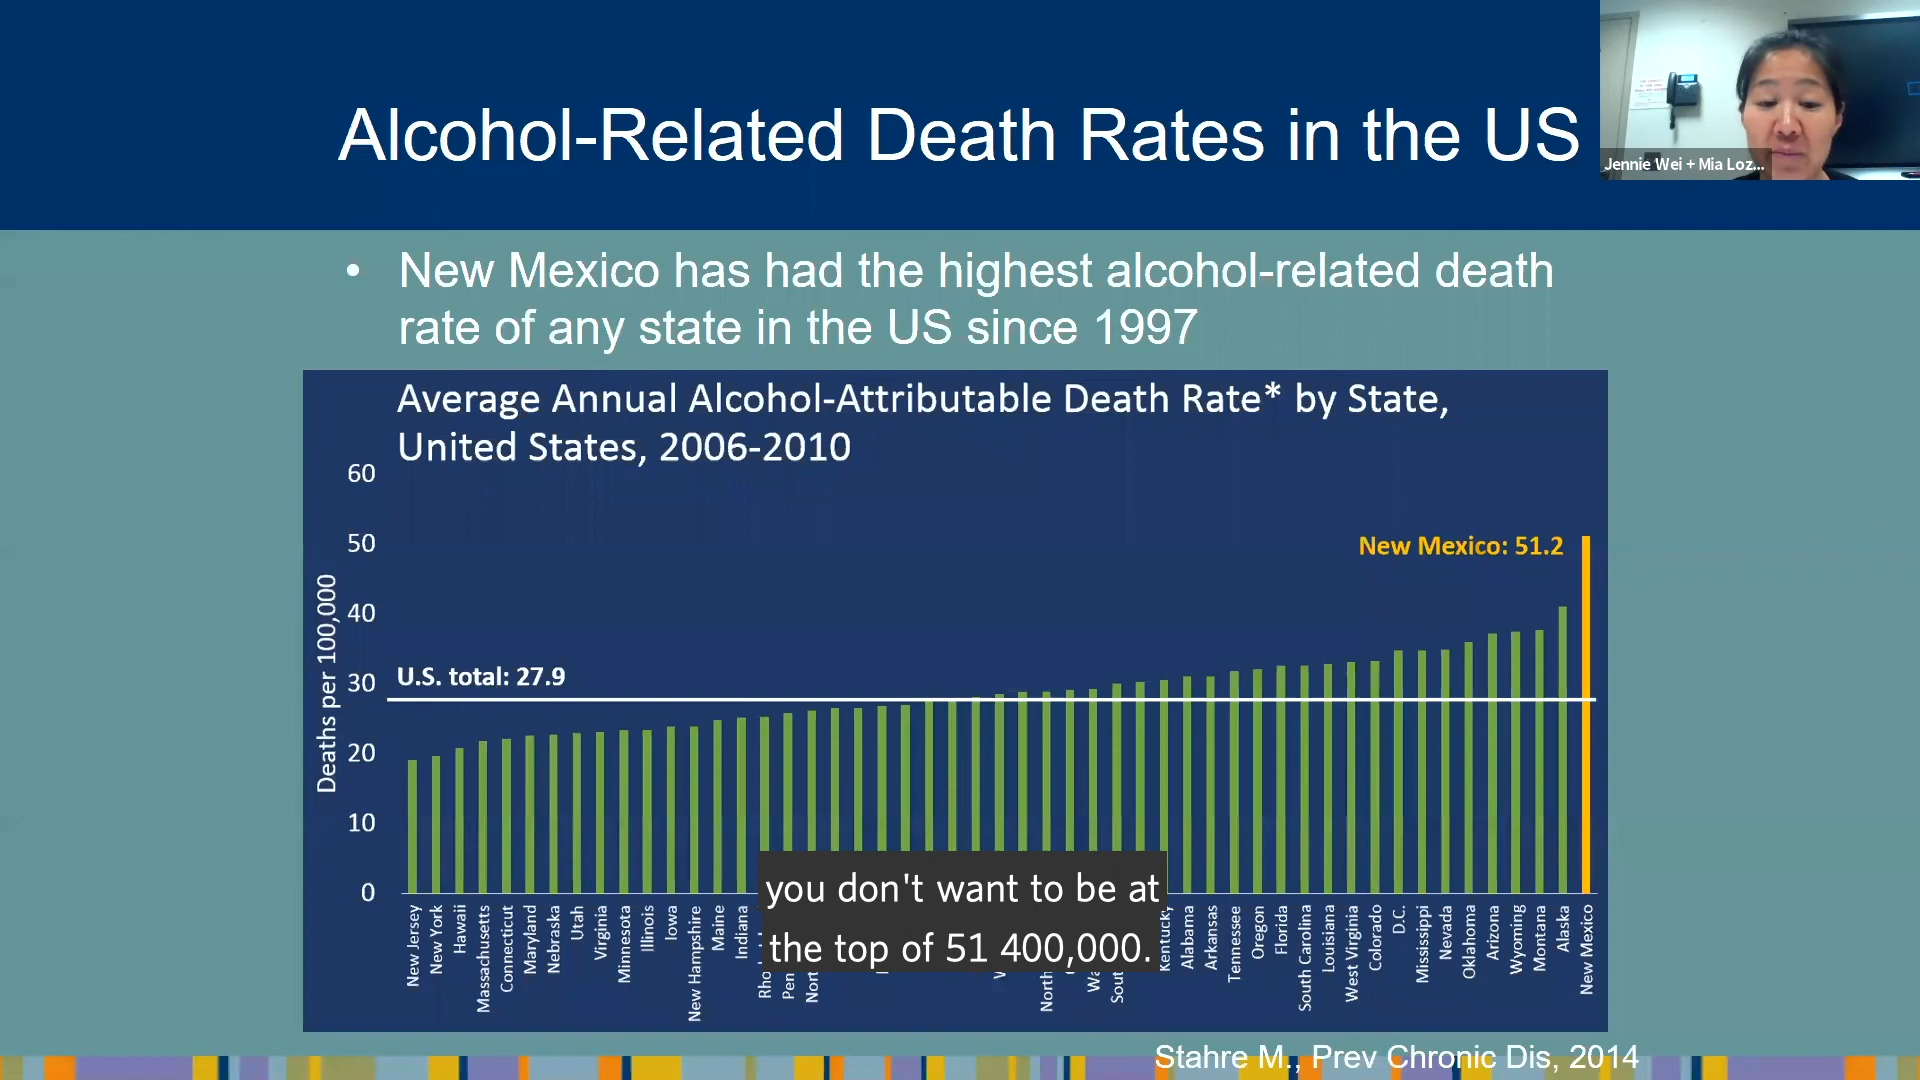 Alcohol-Related Death Rates in the US
Jennie Wei + Mia Loz...
• New Mexico has had the highest alcohol-related death
rate of any state in the US since 1997
Average Annual Alcohol-Attributable Death Rate* by State,
United States, 2006-2010
Deaths per 100,000
60
50
40
30
20
10
0
New Mexico: 51.2
U.S. total: 27.9
New Jersey
New York
Hawaii
Massachusetts
Connecticut
Maryland
Nebraska
Utah
Virginia
Minnesota
Illinois
Iowa
New Hampshire
Maine
Indiana
Alabama
Arkansas
Tennessee
Oregon
Florida
South Carolina
Louisiana
West Virginia
Colorado
D.C.
Mississippi
Nevada
Oklahoma
Arizona
Wyoming
Montana
Alaska
New Mexico
you don't want to be at
the top of 51 400,000.
Stahre M., Prev Chronic Dis, 2014